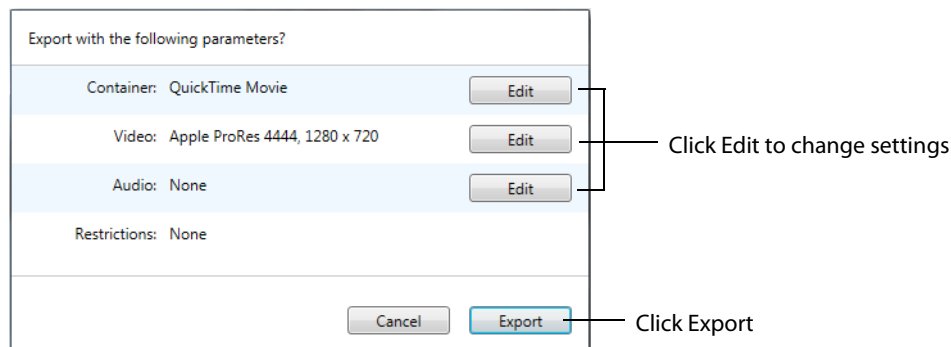 Export with the following parameters?
Container: QuickTime Movie Edit
Video: Apple ProRes 4444, 1280 x 720 Edit
Click Edit to change settings
Audio: None Edit
Restrictions: None
Cancel Export Click Export